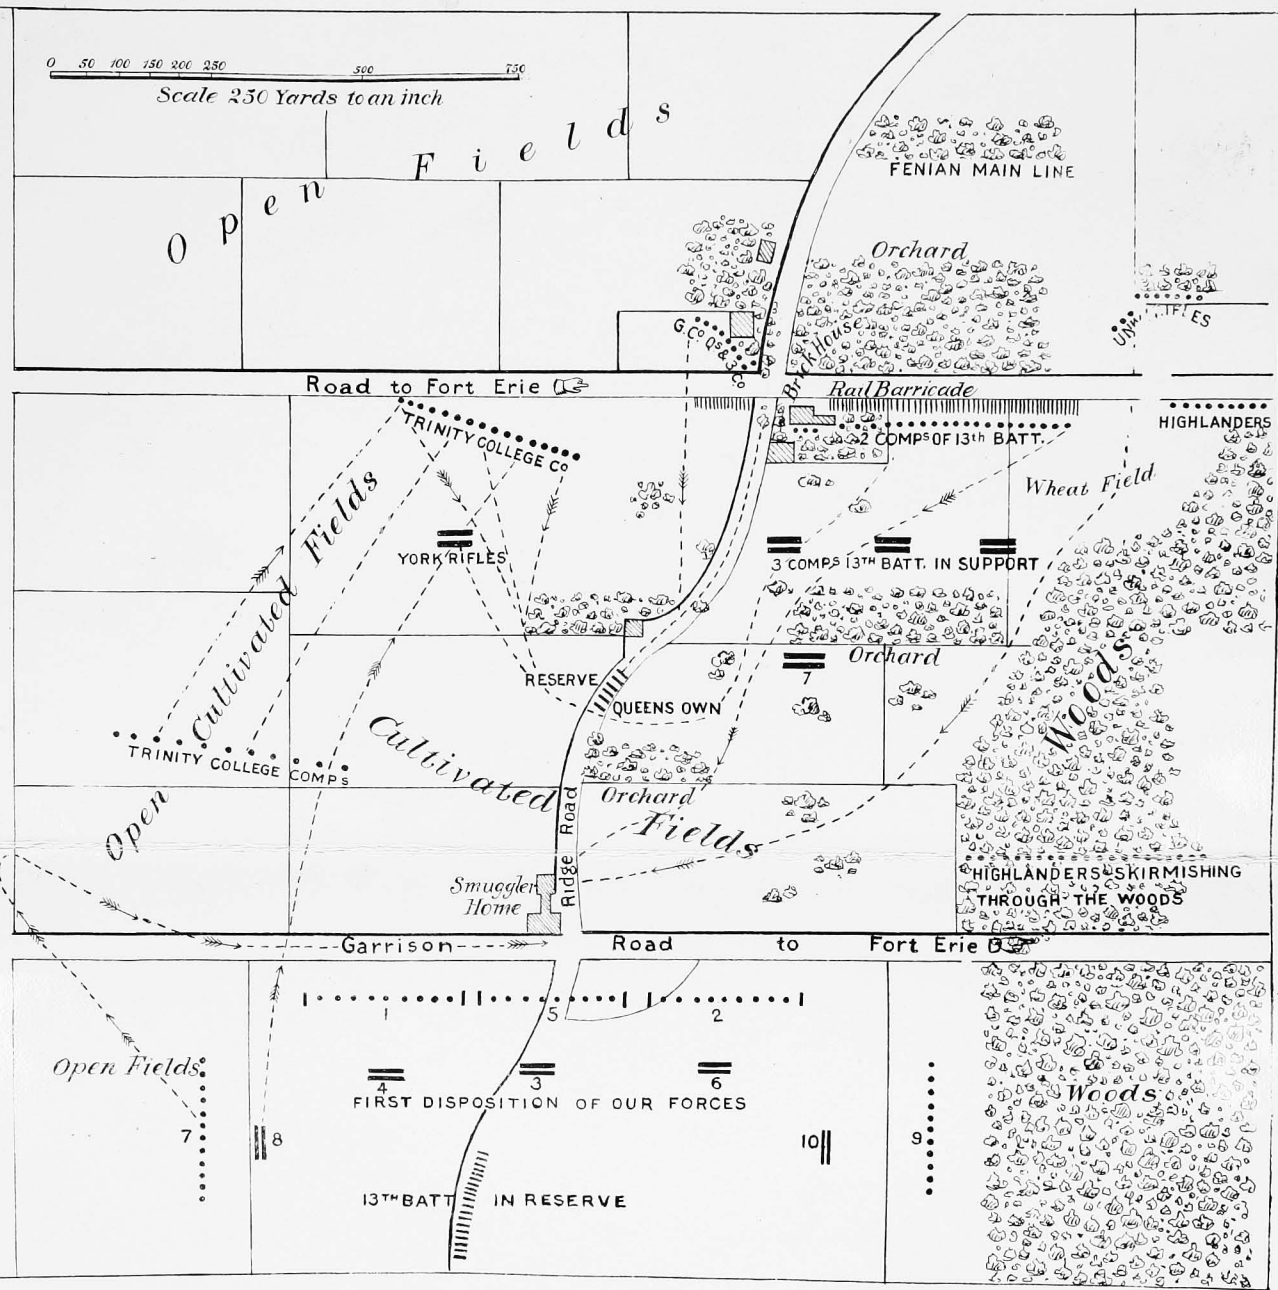 0 50 100 150 200 250 500 750
Scale 250 Yards to an inch
Open Fields
FENIAN MAIN LINE
Orchard
G. Co Qs & 3 Co
Brick House
RIFLES
Road to Fort Erie
Rail Barricade
TRINITY COLLEGE Co
2 COMPS OF 13th BATT.
HIGHLANDERS
Wheat Field
YORK RIFLES
3 COMPS 13TH BATT. IN SUPPORT
Orchard
7
RESERVE
QUEENS OWN
Woods
TRINITY COLLEGE COMPS
Open Cultivated Fields
Cultivated Fields
Orchard
Ridge Road
Smuggler
Home
HIGHLANDERS SKIRMISHING
THROUGH THE WOODS
Garrison Road to Fort Erie
1 5 2
Open Fields
4 3 6
FIRST DISPOSITION OF OUR FORCES
Woods
7 8 10 9
13TH BATT IN RESERVE